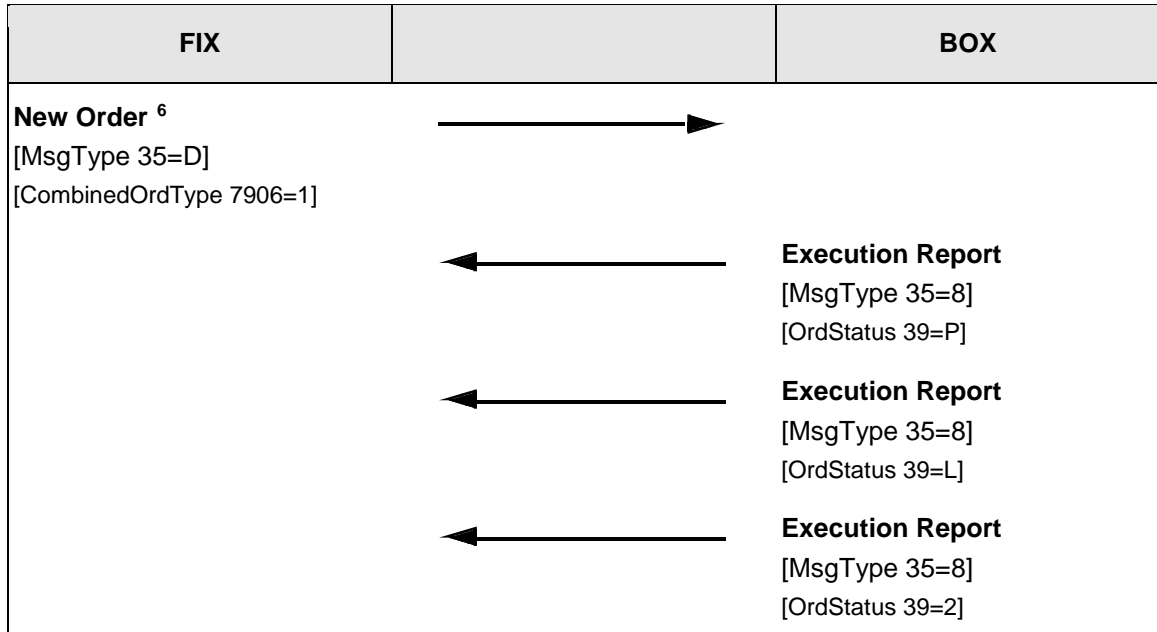 FIX
BOX
New Order 6
[MsgType 35=D]
[CombinedOrdType 7906=1]
Execution Report
[MsgType 35=8]
[OrdStatus 39=P]
Execution Report
[MsgType 35=8]
[OrdStatus 39=L]
Execution Report
[MsgType 35=8]
[OrdStatus 39=2]